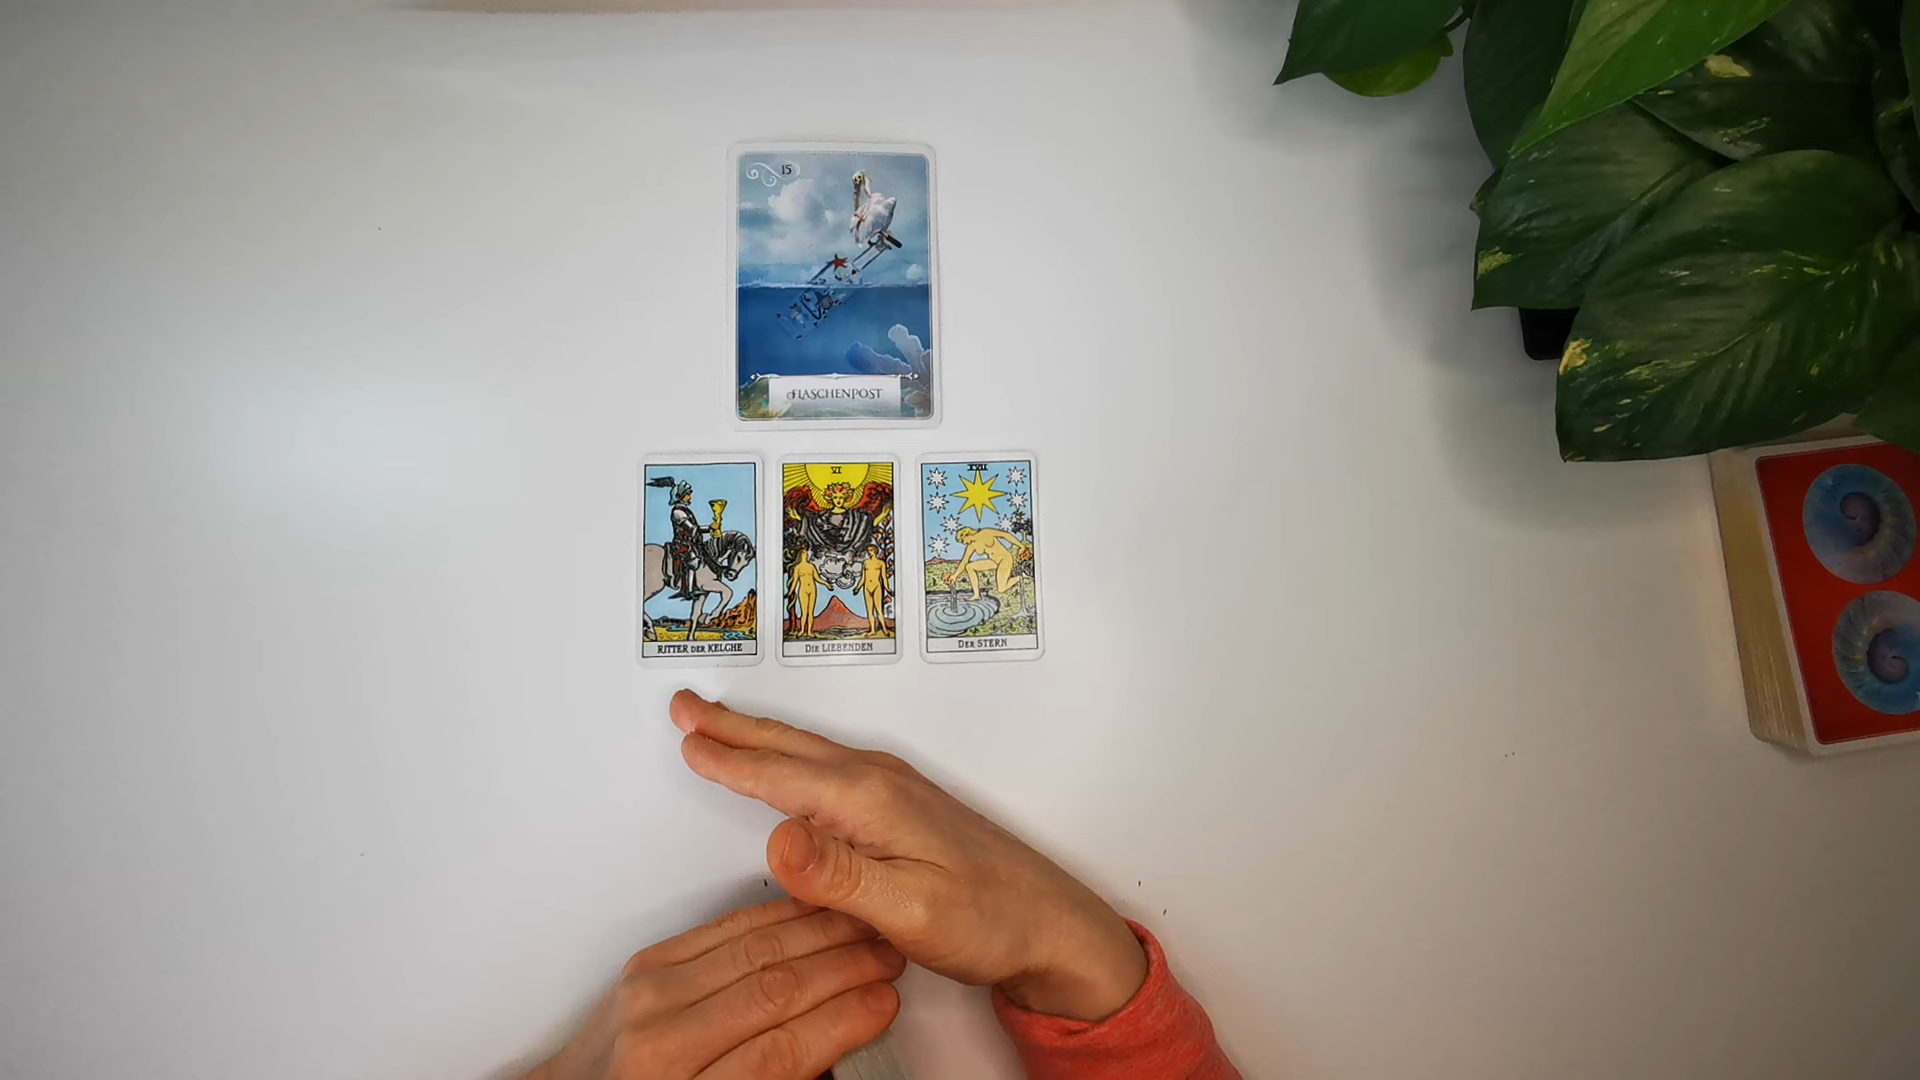 15
FLASCHENPOST
RITTER DER KELCHE
VI
DIE LIEBENDEN
XVII
DER STERN